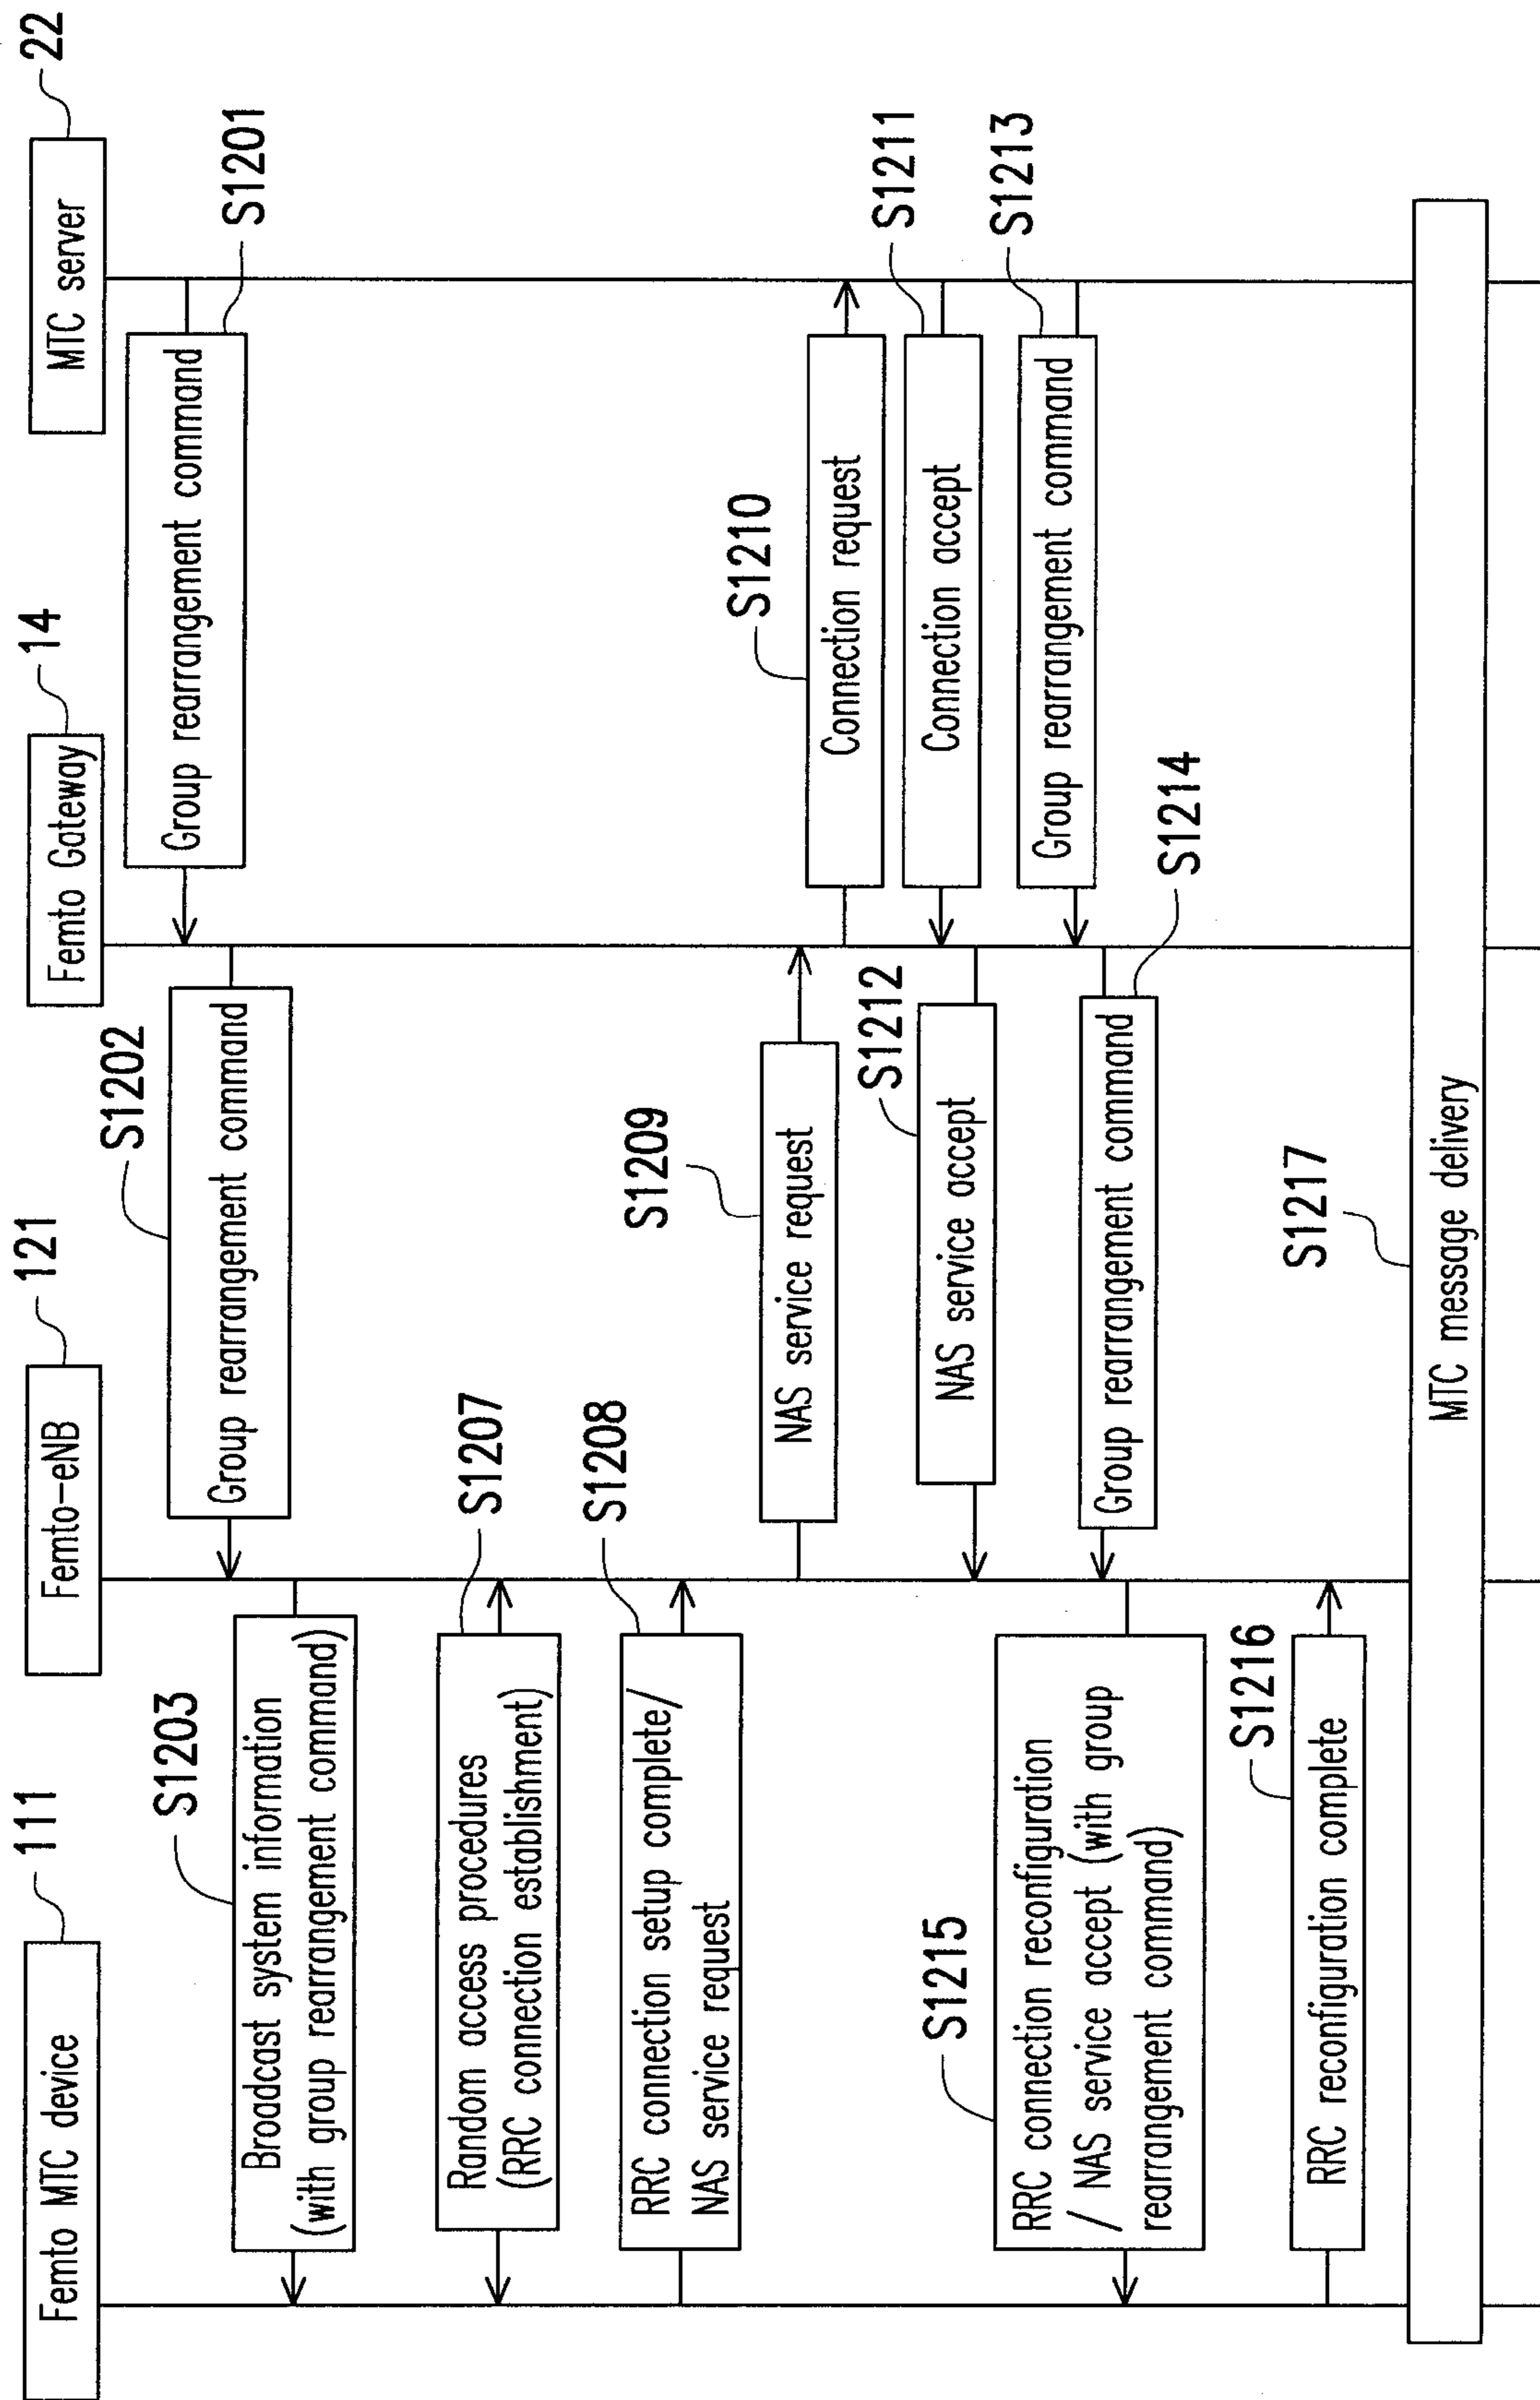 Femto MTC device
111
Femto-eNB
121
Femto Gateway
14
MTC server
22
Group rearrangement command
S1201
S1202
Group rearrangement command
S1203
Broadcast system information
(with group rearrangement command)
S1207
Random access procedures
(RRC connection establishment)
S1208
RRC connection setup complete/
NAS service request
S1209
NAS service request
S1210
Connection request
S1211
Connection accept
S1212
NAS service accept
S1213
Group rearrangement command
S1214
Group rearrangement command
S1215
RRC connection reconfiguration
/ NAS service accept (with group
rearrangement command)
S1216
RRC reconfiguration complete
S1217
MTC message delivery